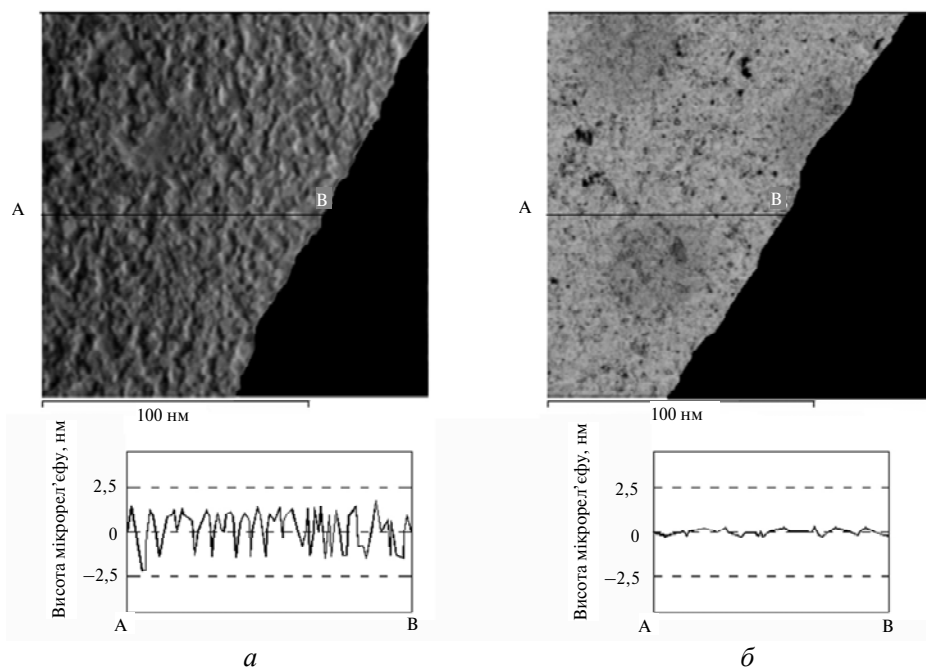 A
B
100 нм
Висота мікрорел’єфу, нм
2,5
0
−2,5
A
B
а
A
B
100 нм
Висота мікрорел’єфу, нм
2,5
0
−2,5
A
B
б